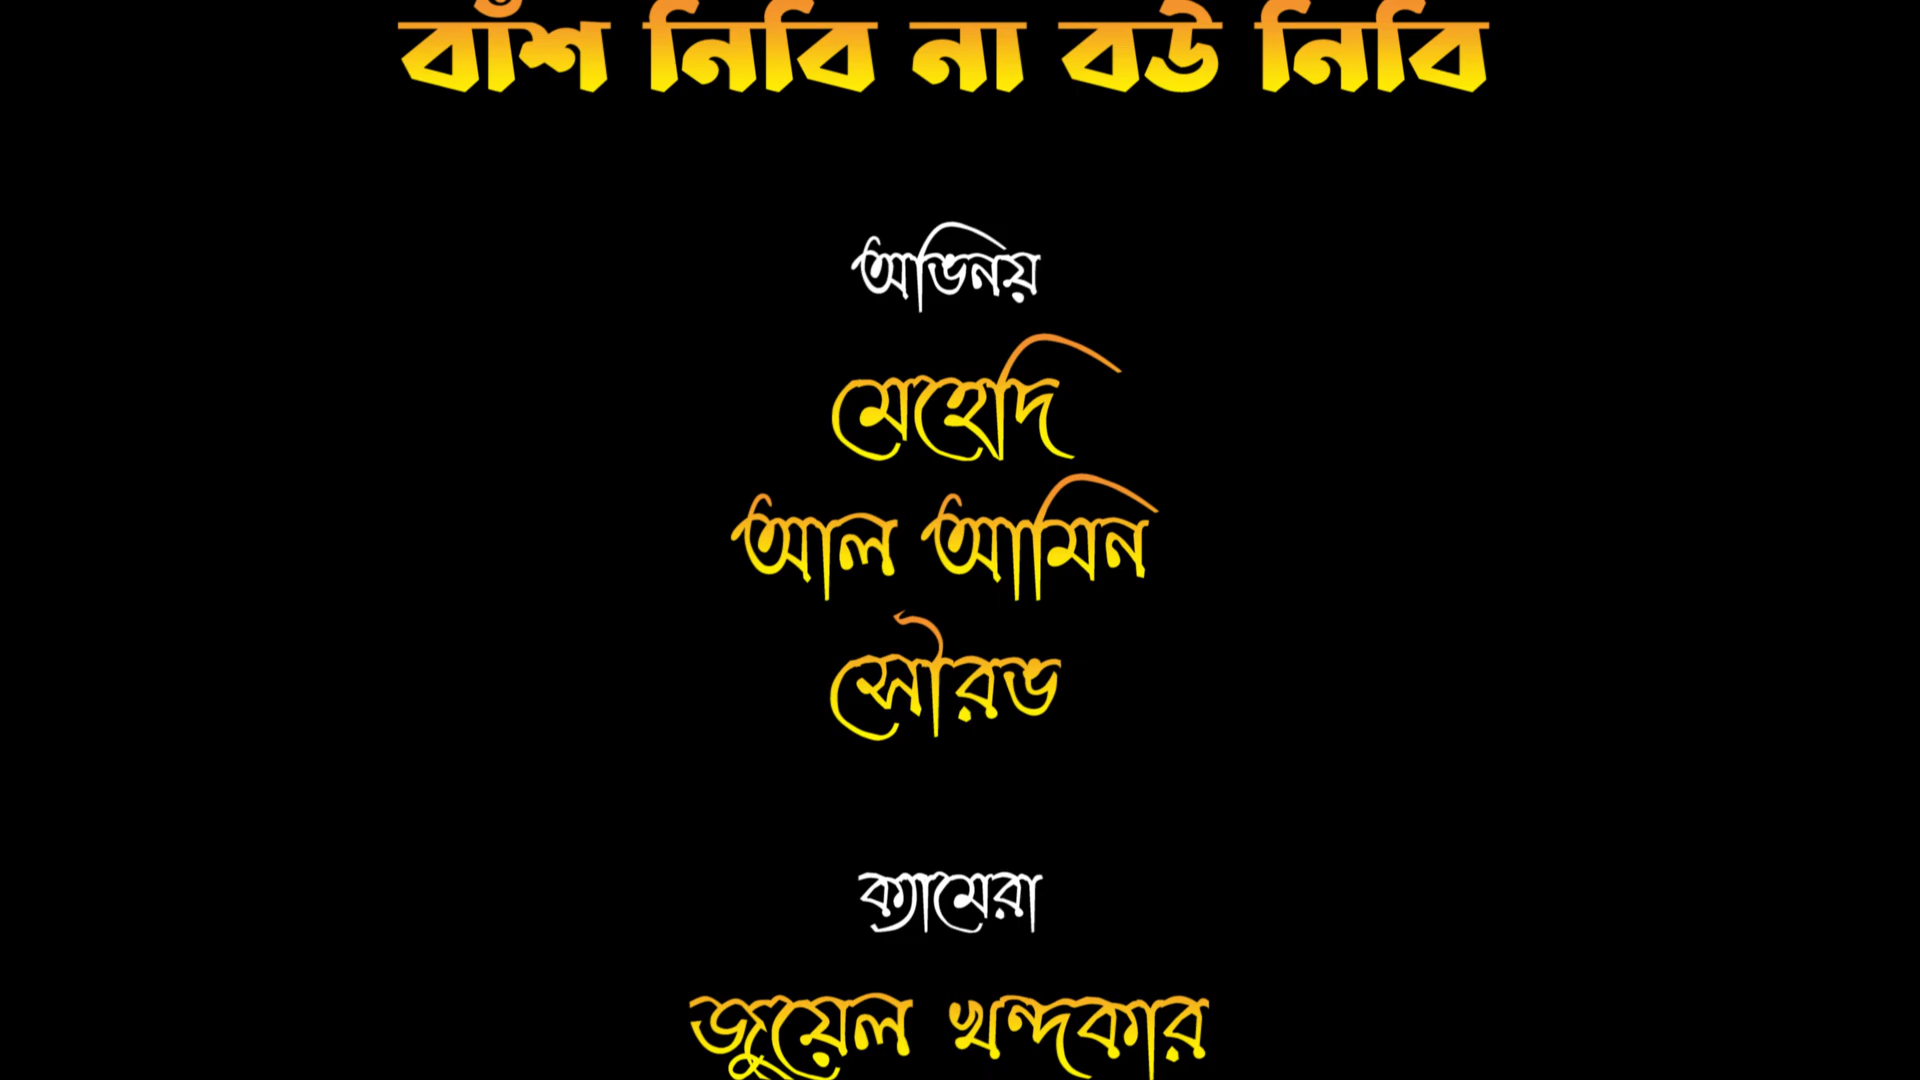 বাঁশ নিবি না বউ নিবি
অভিনয়
মেহেদি
আল আমিন
সৌরভ
ক্যামেরা
জুয়েল খন্দকার